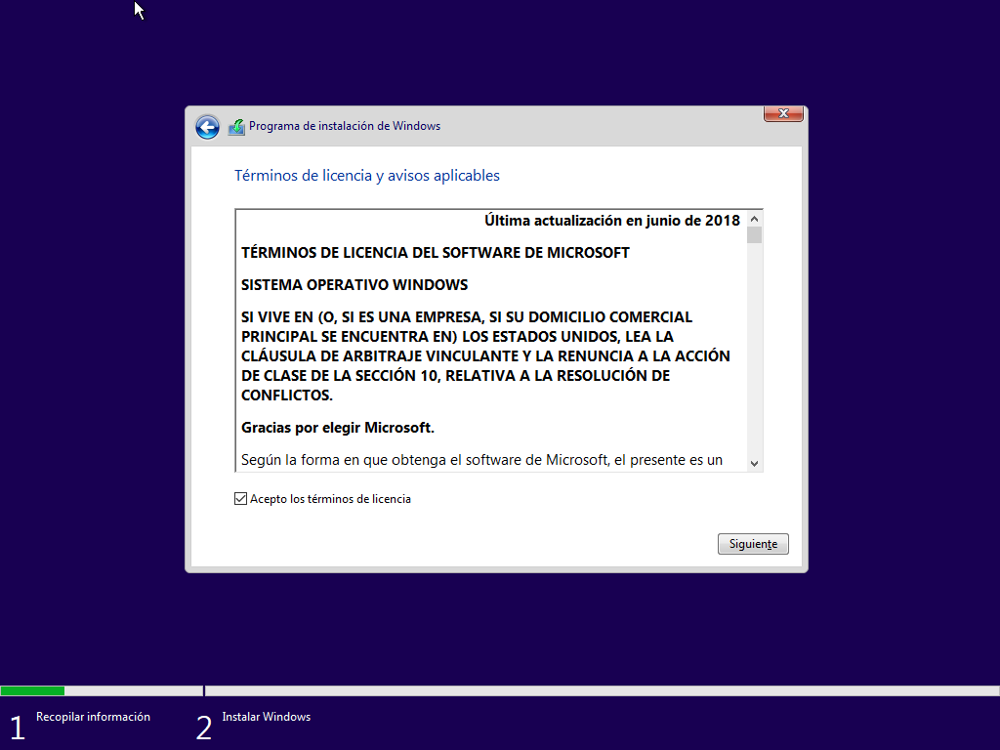 Programa de instalación de Windows
Términos de licencia y avisos aplicables
Última actualización en junio de 2018
TÉRMINOS DE LICENCIA DEL SOFTWARE DE MICROSOFT
SISTEMA OPERATIVO WINDOWS
SI VIVE EN (O, SI ES UNA EMPRESA, SI SU DOMICILIO COMERCIAL
PRINCIPAL SE ENCUENTRA EN) LOS ESTADOS UNIDOS, LEA LA
CLÁUSULA DE ARBITRAJE VINCULANTE Y LA RENUNCIA A LA ACCIÓN
DE CLASE DE LA SECCIÓN 10, RELATIVA A LA RESOLUCIÓN DE
CONFLICTOS.
Gracias por elegir Microsoft.
Según la forma en que obtenga el software de Microsoft, el presente es un
Acepto los términos de licencia
Siguiente
1 Recopilar información
2 Instalar Windows